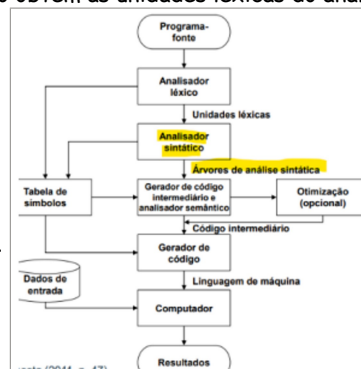 Programa-
fonte
Analisador
léxico
Unidades léxicas
Analisador
sintático
Árvores de análise sintática
Tabela de
símbolos
Gerador de código
intermediário e
analisador semântico
Otimização
(opcional)
Código intermediário
Gerador de
código
Linguagem de máquina
Dados de
entrada
Computador
Resultados